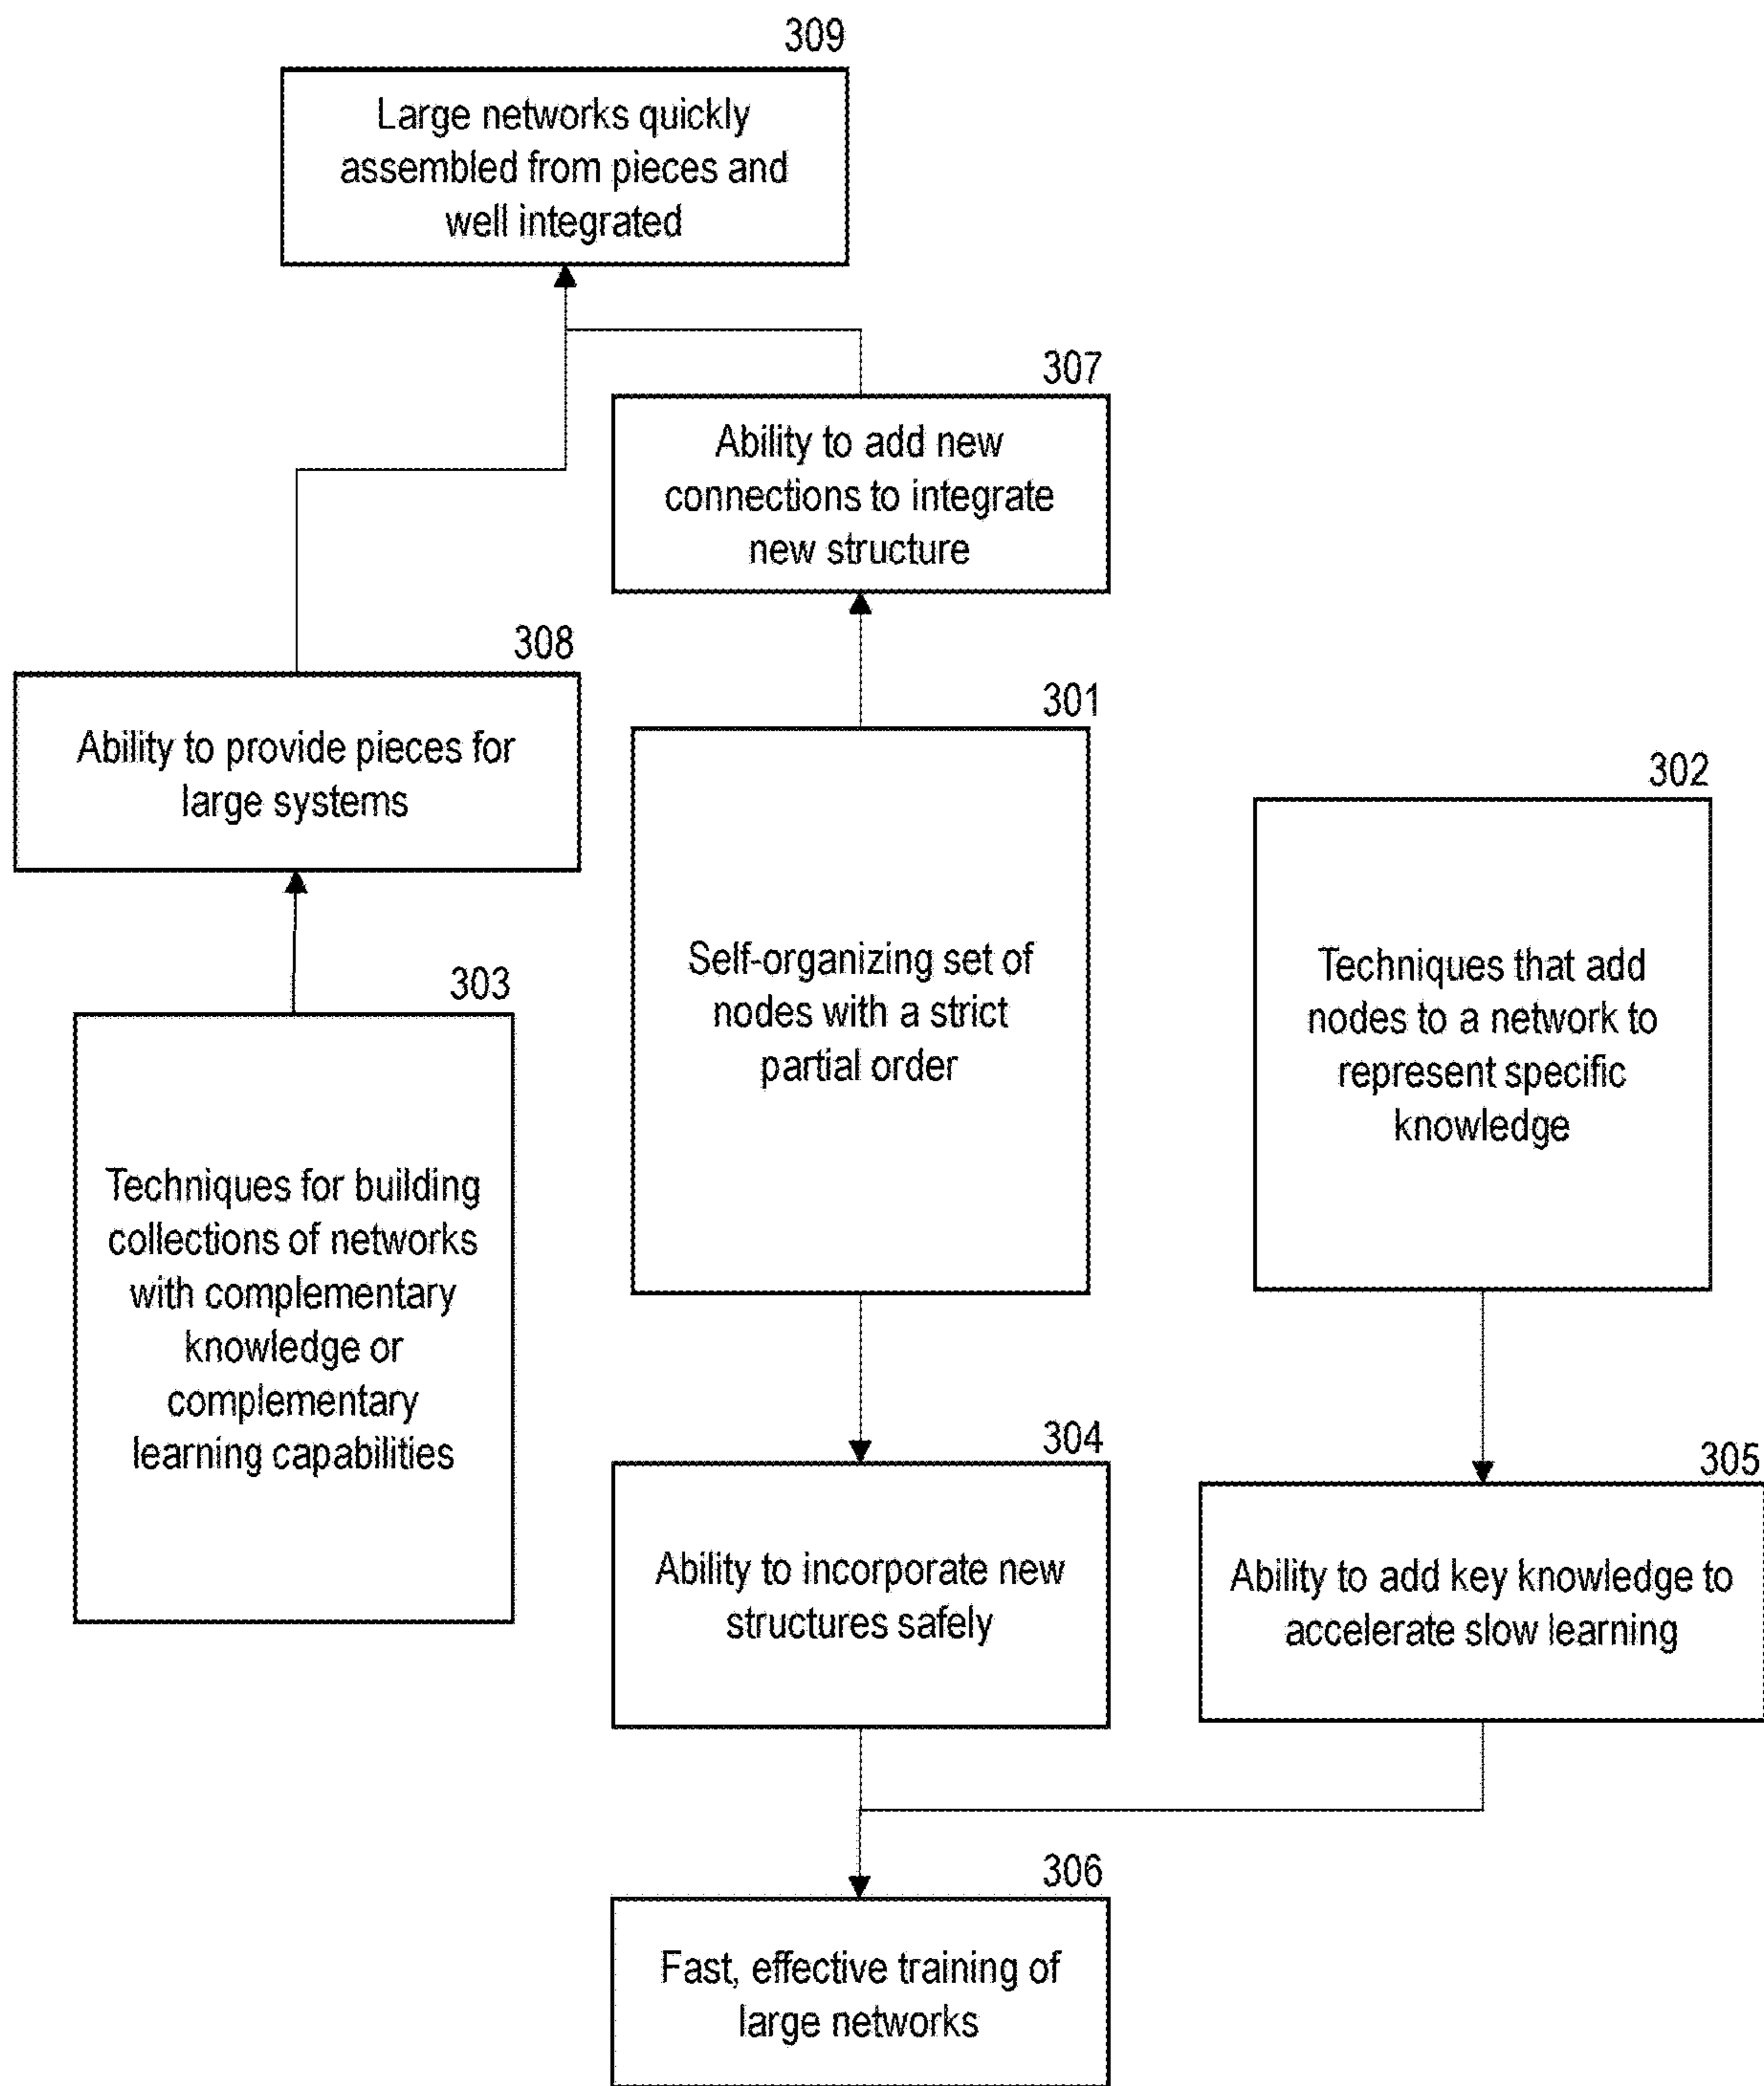 309
Large networks quickly
assembled from pieces and
well integrated
307
Ability to add new
connections to integrate
new structure
308
Ability to provide pieces for
large systems
301
Self-organizing set of
nodes with a strict
partial order
302
Techniques that add
nodes to a network to
represent specific
knowledge
303
Techniques for building
collections of networks
with complementary
knowledge or
complementary
learning capabilities
304
Ability to incorporate new
structures safely
305
Ability to add key knowledge to
accelerate slow learning
306
Fast, effective training of
large networks